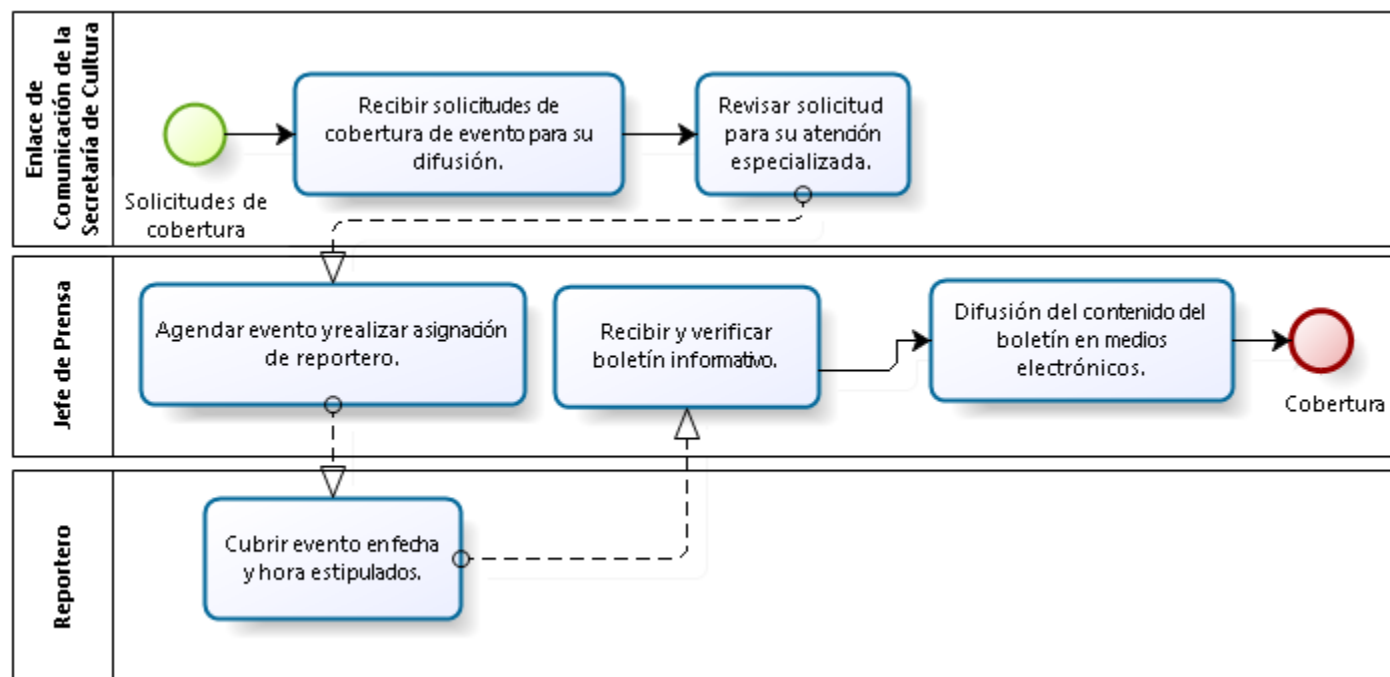 Enlace de
Comunicación de la
Secretaría de Cultura
Solicitudes de
cobertura
Recibir solicitudes de
cobertura de evento para su
difusión.
Revisar solicitud
para su atención
especializada.
Jefe de Prensa
Agendar evento y realizar asignación
de reportero.
Recibir y verificar
boletín informativo.
Difusión del contenido del
boletín en medios
electrónicos.
Cobertura
Reportero
Cubrir evento en fecha
y hora estipulados.